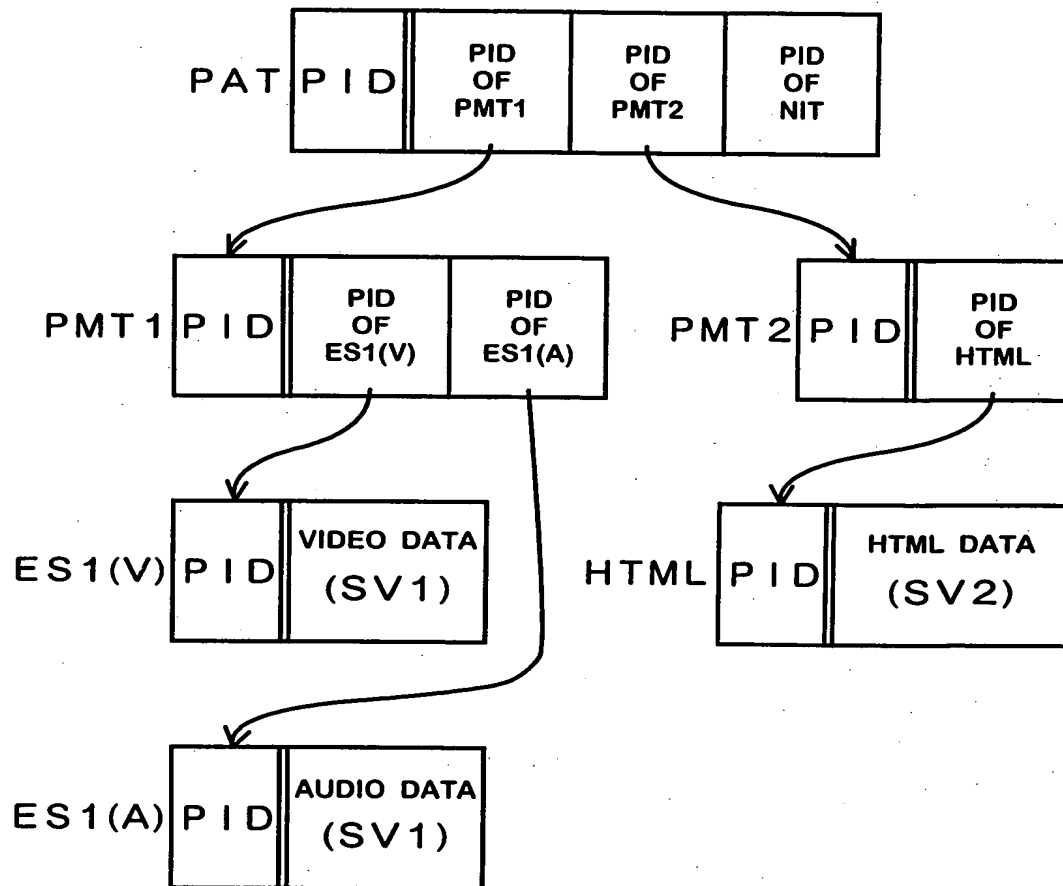 PAT
PID
PID
OF
PMT1
PID
OF
PMT2
PID
OF
NIT
PMT1
PID
PID
OF
ES1(V)
PID
OF
ES1(A)
PMT2
PID
PID
OF
HTML
ES1(V)
PID
VIDEO DATA
(SV1)
HTML
PID
HTML DATA
(SV2)
ES1(A)
PID
AUDIO DATA
(SV1)